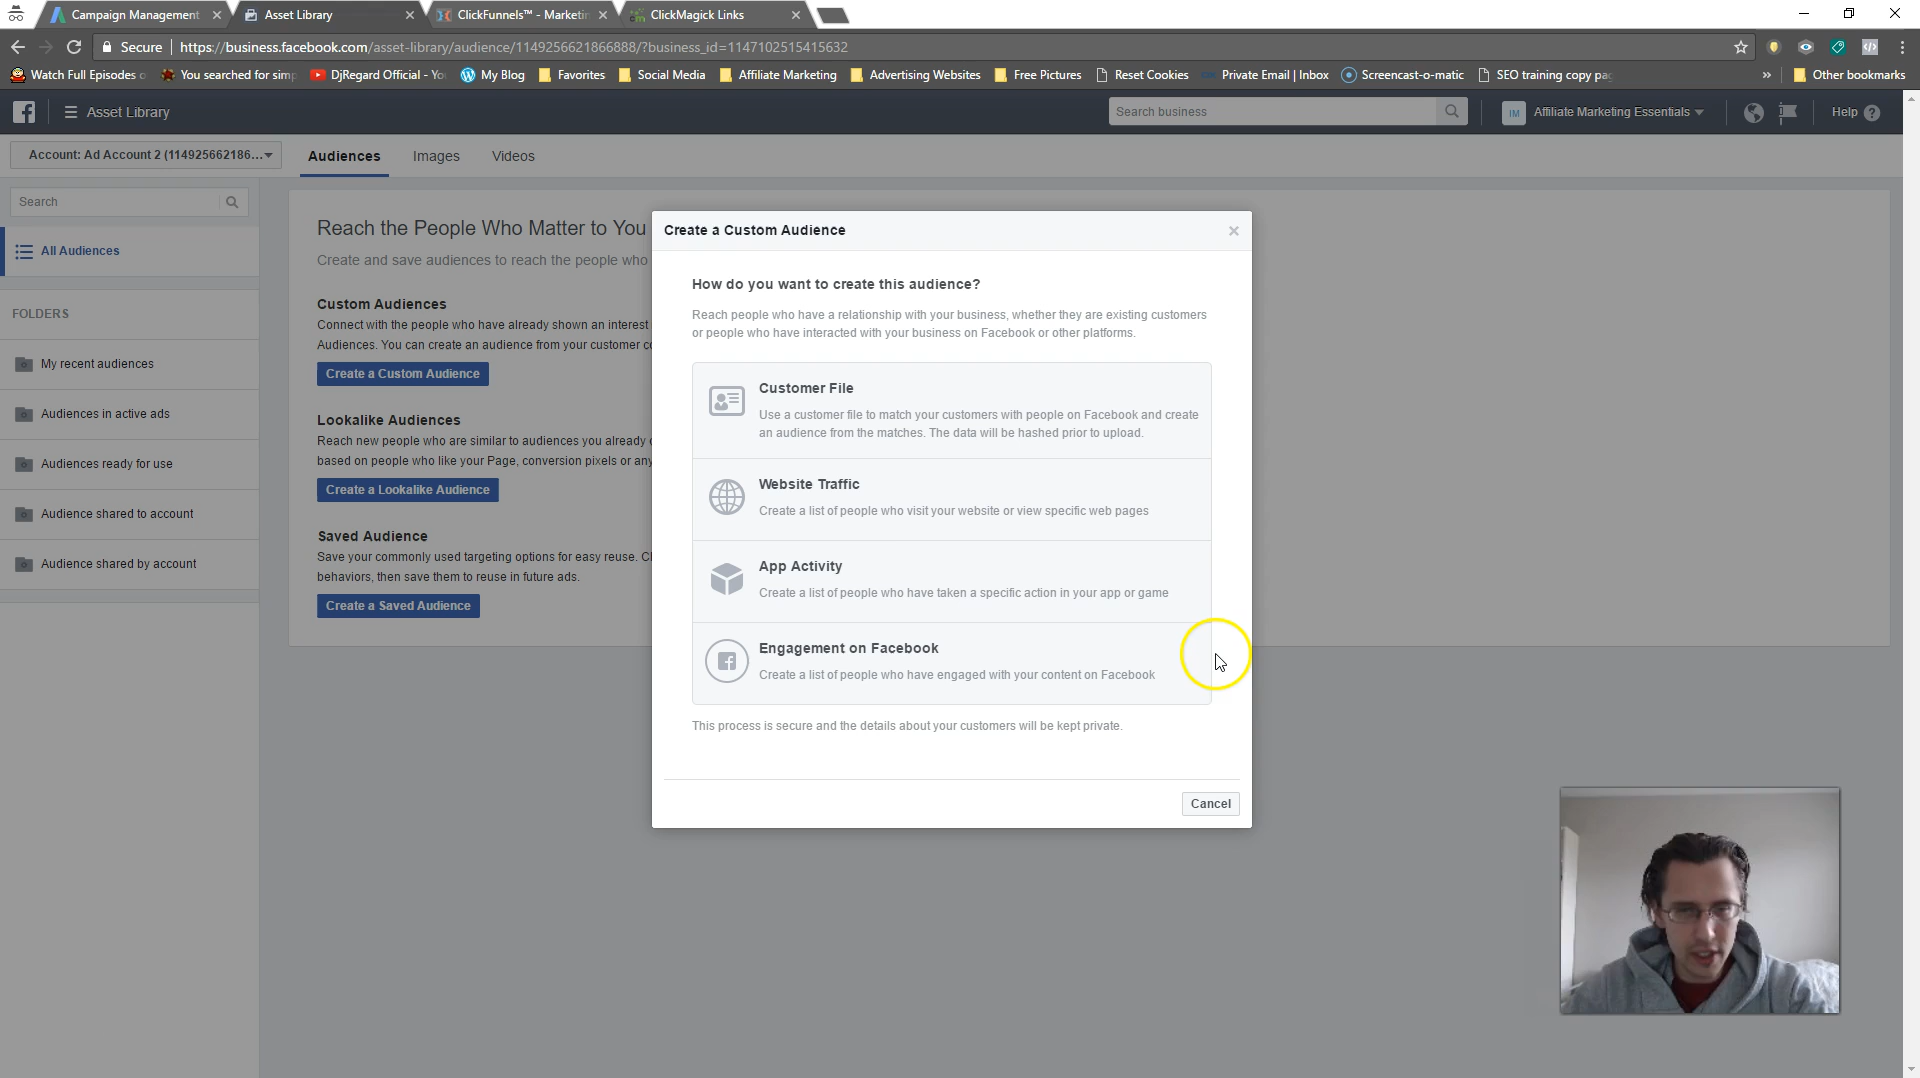 Campaign Management
Asset Library
ClickFunnels™ - Marketin
ClickMagick Links
Secure
https://business.facebook.com/asset-library/audience/1149256621866888/?business_id=1147102515415632
Watch Full Episodes o
You searched for simp
DjRegard Official - Yo
My Blog
Favorites
Social Media
Affiliate Marketing
Advertising Websites
Free Pictures
Reset Cookies
Private Email | Inbox
Screencast-o-matic
SEO training copy pag
Other bookmarks
Asset Library
Search business
IM
Affiliate Marketing Essentials
Help
Account: Ad Account 2 (114925662186...
Audiences
Images
Videos
Search
All Audiences
FOLDERS
My recent audiences
Audiences in active ads
Audiences ready for use
Audience shared to account
Audience shared by account
Reach the People Who Matter to You
Create and save audiences to reach the people who
Custom Audiences
Connect with the people who have already shown an interest
Audiences. You can create an audience from your customer co
Create a Custom Audience
Lookalike Audiences
Reach new people who are similar to audiences you already c
based on people who like your Page, conversion pixels or any
Create a Lookalike Audience
Saved Audience
Save your commonly used targeting options for easy reuse. Cl
behaviors, then save them to reuse in future ads.
Create a Saved Audience
Create a Custom Audience
How do you want to create this audience?
Reach people who have a relationship with your business, whether they are existing customers
or people who have interacted with your business on Facebook or other platforms.
Customer File
Use a customer file to match your customers with people on Facebook and create
an audience from the matches. The data will be hashed prior to upload.
Website Traffic
Create a list of people who visit your website or view specific web pages
App Activity
Create a list of people who have taken a specific action in your app or game
Engagement on Facebook
Create a list of people who have engaged with your content on Facebook
This process is secure and the details about your customers will be kept private.
Cancel